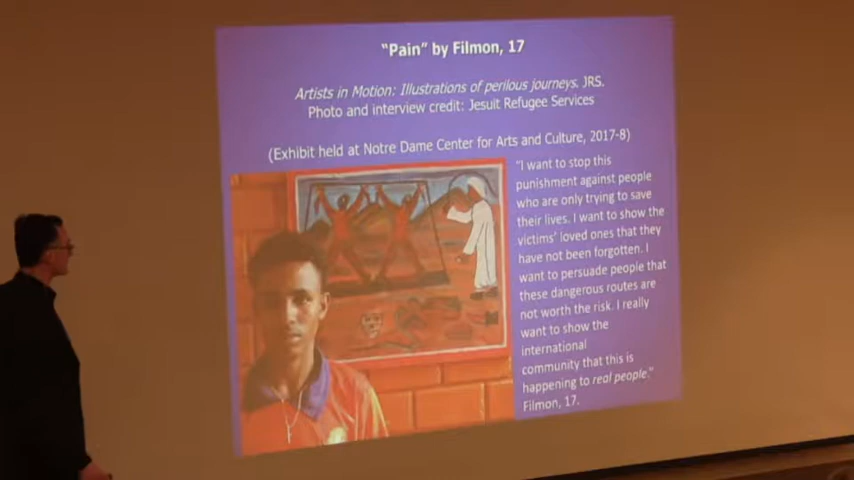 “Pain” by Filmon, 17
Artists in Motion: Illustrations of perilous journeys. JRS.
Photo and interview credit: Jesuit Refugee Services
(Exhibit held at Notre Dame Center for Arts and Culture, 2017-8)
“I want to stop this
punishment against people
who are only trying to save
their lives. I want to show the
victims’ loved ones that they
have not been forgotten. I
want to persuade people that
these dangerous routes are
not worth the risk. I really
want to show the
international
community that this is
happening to real people.”
Filmon, 17.